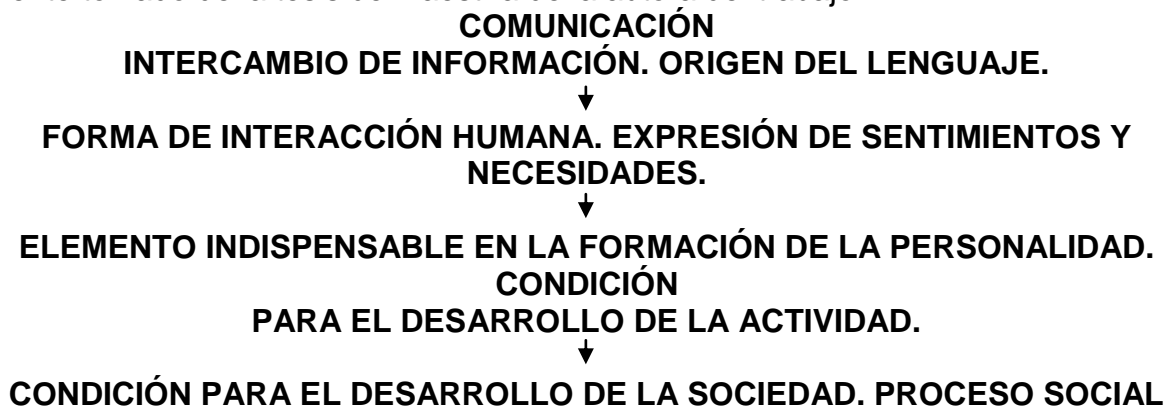 COMUNICACIÓN
INTERCAMBIO DE INFORMACIÓN. ORIGEN DEL LENGUAJE.
FORMA DE INTERACCIÓN HUMANA. EXPRESIÓN DE SENTIMIENTOS Y
NECESIDADES.
ELEMENTO INDISPENSABLE EN LA FORMACIÓN DE LA PERSONALIDAD.
CONDICIÓN
PARA EL DESARROLLO DE LA ACTIVIDAD.
CONDICIÓN PARA EL DESARROLLO DE LA SOCIEDAD. PROCESO SOCIAL